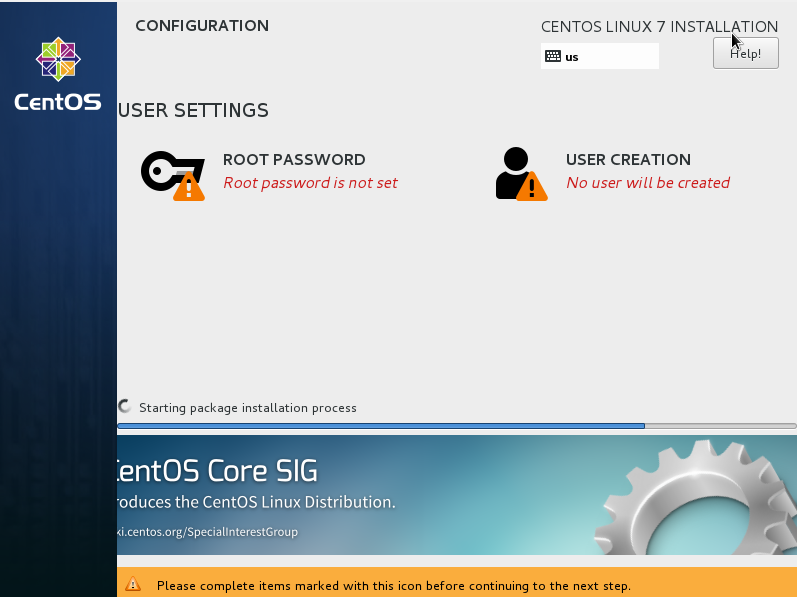 CONFIGURATION
CENTOS LINUX 7 INSTALLATION
us
Help!
CentOS
USER SETTINGS
ROOT PASSWORD
Root password is not set
USER CREATION
No user will be created
Starting package installation process
CentOS Core SIG
roduces the CentOS Linux Distribution.
ki.centos.org/SpecialInterestGroup
Please complete items marked with this icon before continuing to the next step.